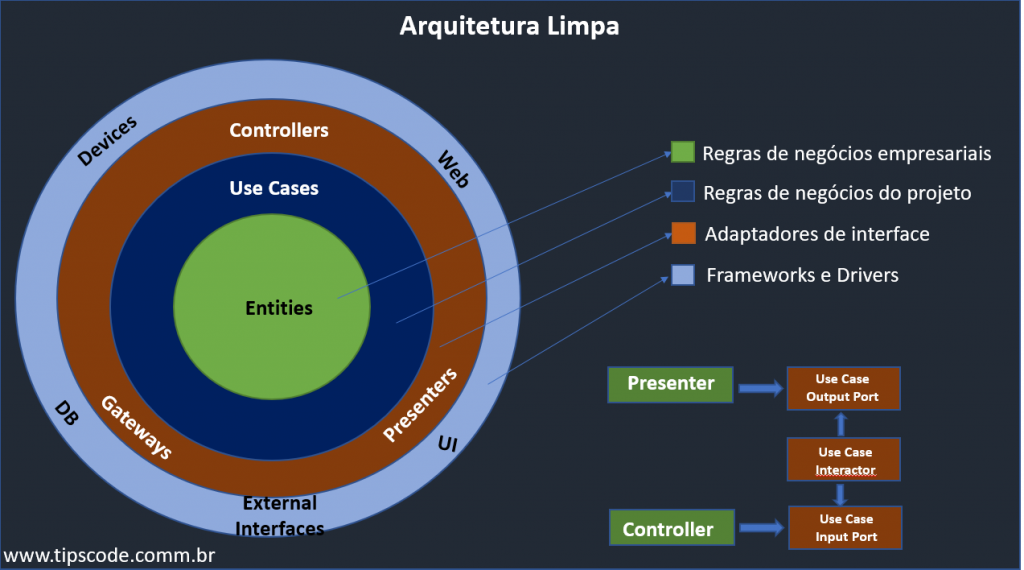 Arquitetura Limpa
Devices
Controllers
Web
Use Cases
Entities
DB
Gateways
Presenters
UI
External
Interfaces
Regras de negócios empresariais
Regras de negócios do projeto
Adaptadores de interface
Frameworks e Drivers
Presenter
Use Case
Output Port
Use Case
Interactor
Controller
Use Case
Input Port
www.tipscode.comm.br